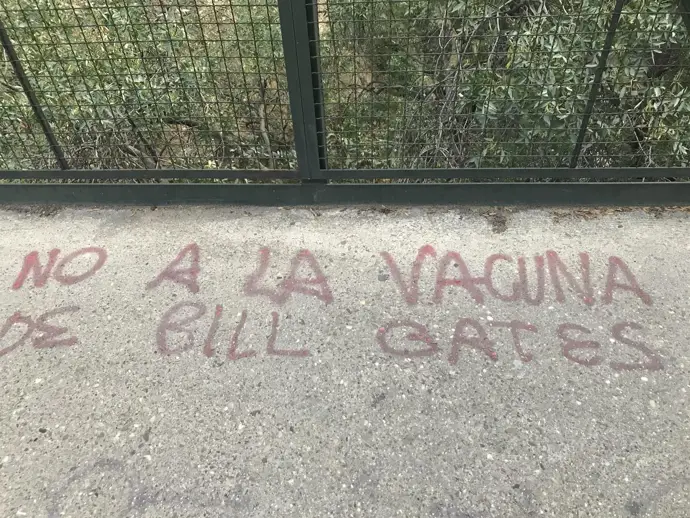 NO A LA VACUNA
DE BILL GATES